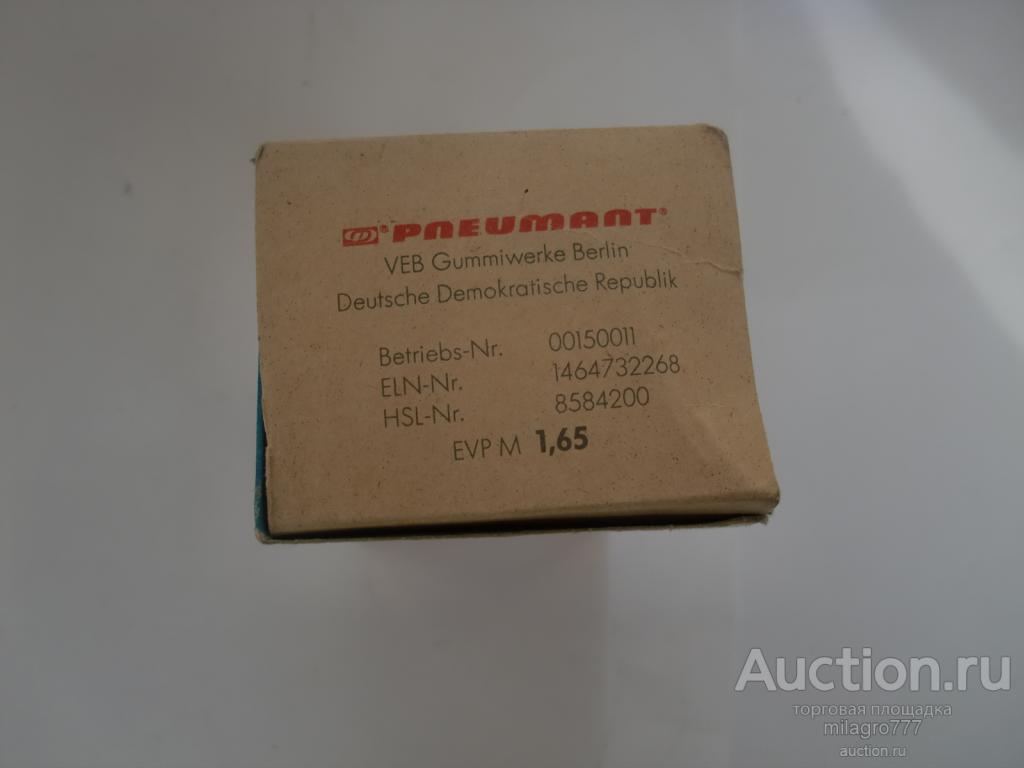 PNEUMANT®
VEB Gummiwerke Berlin
Deutsche Demokratische Republik
Betriebs-Nr. 00150011
ELN-Nr. 1464732268
HSL-Nr. 8584200
EVP M 1,65
Auction.ru
торговая площадка
milagro777
auction.ru